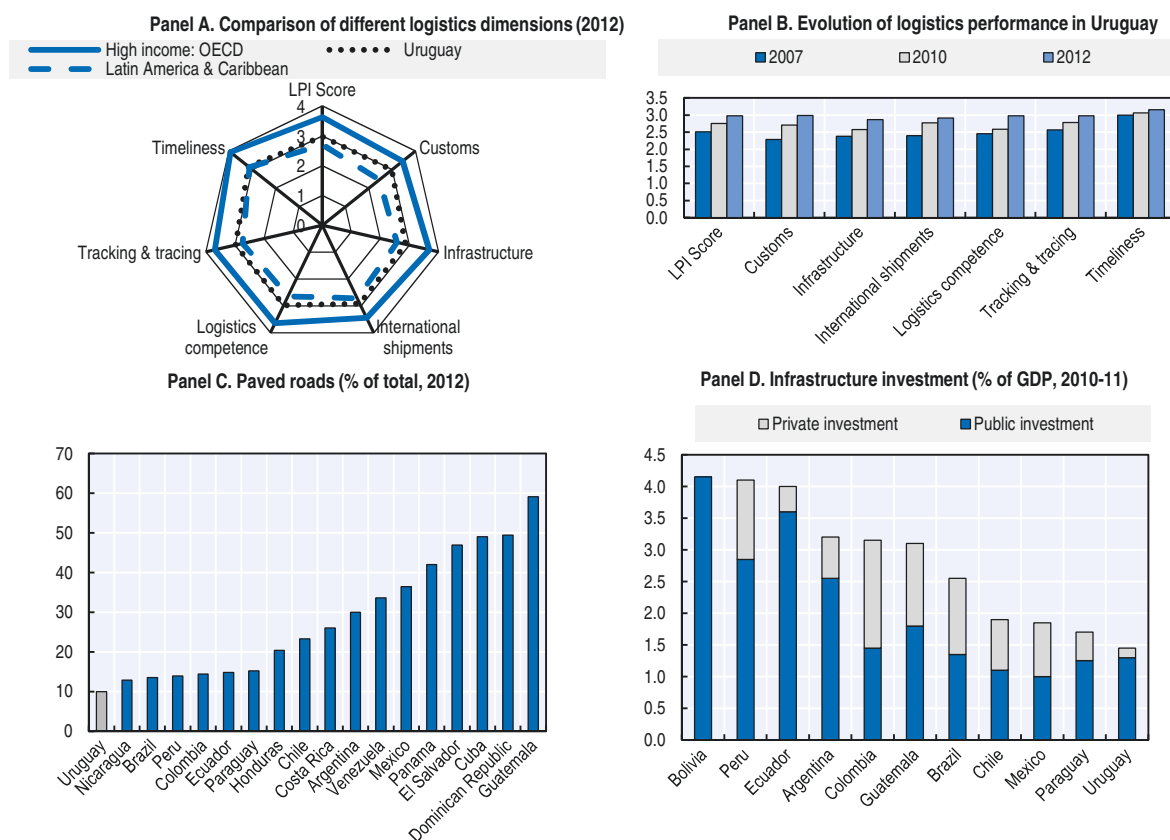 Panel A. Comparison of different logistics dimensions (2012)
High income: OECD
Uruguay
Latin America & Caribbean
LPI Score
4
3
2
1
0
Customs
Infrastructure
International
shipments
Logistics
competence
Tracking & tracing
Timeliness
Panel B. Evolution of logistics performance in Uruguay
2007 2010 2012
3.5
3.0
2.5
2.0
1.5
1.0
0.5
0.0
LPI Score
Customs
Infrastructure
International shipments
Logistics competence
Tracking & tracing
Timeliness
Panel C. Paved roads (% of total, 2012)
70
60
50
40
30
20
10
0
Uruguay
Nicaragua
Brazil
Peru
Colombia
Ecuador
Paraguay
Honduras
Chile
Costa Rica
Argentina
Venezuela
Mexico
Panama
El Salvador
Cuba
Dominican Republic
Guatemala
Panel D. Infrastructure investment (% of GDP, 2010-11)
Private investment Public investment
4.5
4.0
3.5
3.0
2.5
2.0
1.5
1.0
0.5
0.0
Bolivia
Peru
Ecuador
Argentina
Colombia
Guatemala
Brazil
Chile
Mexico
Paraguay
Uruguay